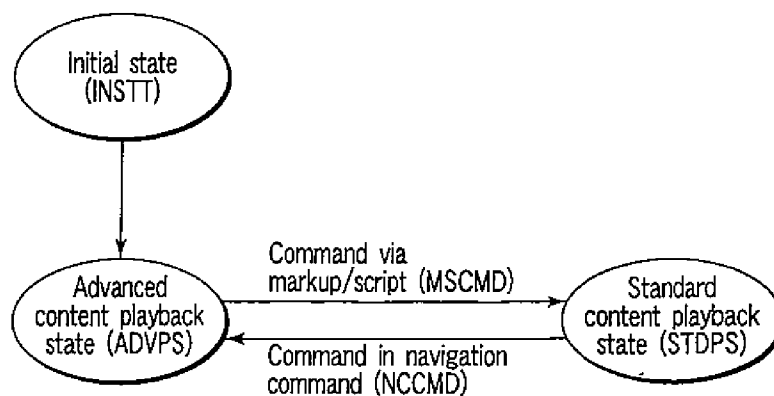 Initial state
(INSTT)
Command via
markup/script (MSCMD)
Advanced
content playback
state (ADVPS)
Standard
content playback
state (STDPS)
Command in navigation
command (NCCMD)